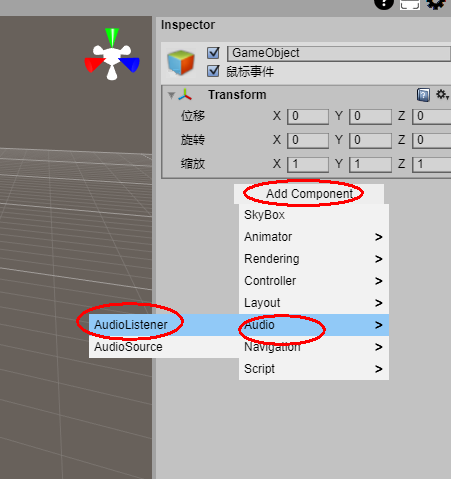 Inspector
GameObject
鼠标事件
Transform
位移 X 0 Y 0 Z 0
旋转 X 0 Y 0 Z 0
缩放 X 1 Y 1 Z 1
Add Component
SkyBox
Animator >
Rendering >
Controller >
Layout >
AudioListener Audio >
AudioSource Navigation >
Script >